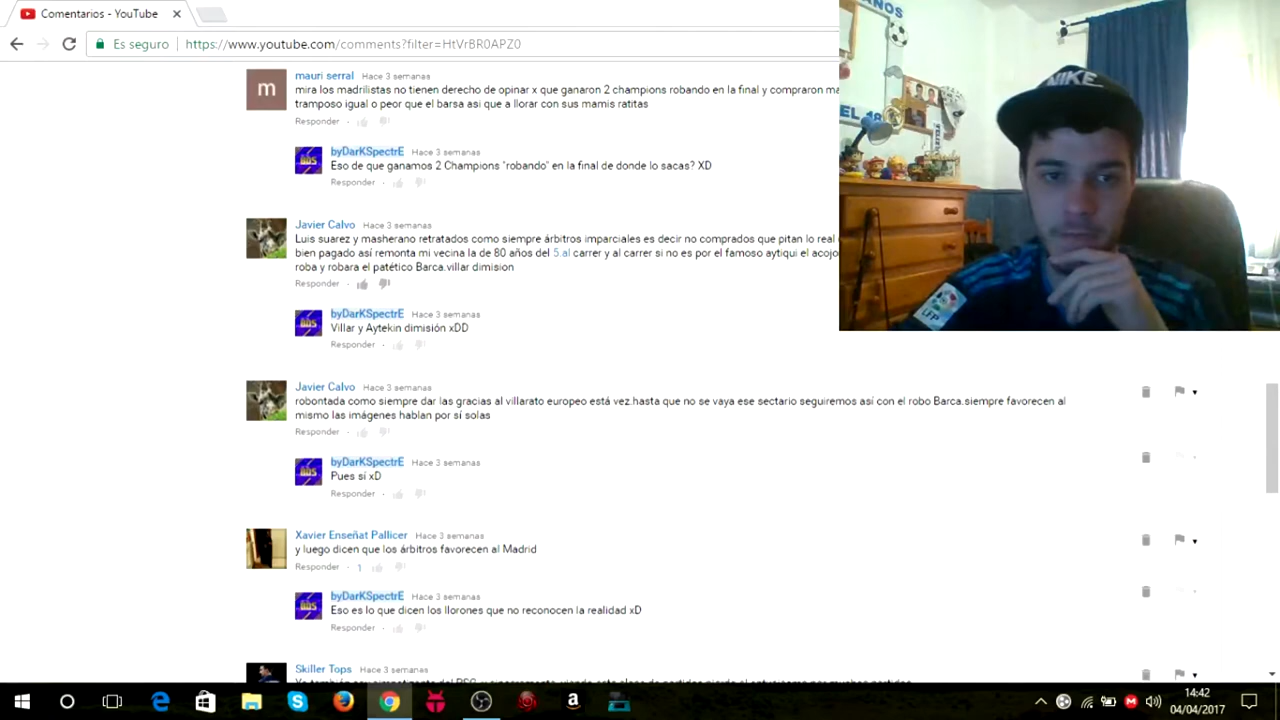 Comentarios - YouTube
Es seguro
https://www.youtube.com/comments?filter=HtVrBR0APZ0
mauri serral Hace 3 semanas
mira los madrilistas no tienen derecho de opinar x que ganaron 2 champions robando en la final y compraron
tramposo igual o peor que el barsa asi que a llorar con sus mamis ratitas
Responder
byDarKSpectrE Hace 3 semanas
Eso de que ganamos 2 Champions "robando" en la final de donde lo sacas? XD
Responder
Javier Calvo Hace 3 semanas
Luis suarez y masherano retratados como siempre árbitros imparciales es decir no comprados que pitan lo real
bien pagado así remonta mi vecina la de 80 años del 5.al carrer y al carrer si no es por el famoso aytiqui el
roba y robara el patético Barca.villar dimision
Responder
byDarKSpectrE Hace 3 semanas
Villar y Aytekin dimisión xDD
Responder
Javier Calvo Hace 3 semanas
robontada como siempre dar las gracias al villarato europeo está vez.hasta que no se vaya ese sectario seguiremos así con el robo Barca.siempre favorecen al
mismo las imágenes hablan por sí solas
Responder
byDarKSpectrE Hace 3 semanas
Pues sí xD
Responder
Xavier Enseñat Pallicer Hace 3 semanas
y luego dicen que los árbitros favorecen al Madrid
Responder 1
byDarKSpectrE Hace 3 semanas
Eso es lo que dicen los llorones que no reconocen la realidad xD
Responder
Skiller Tops Hace 3 semanas
NIKE
LFP
14:42
04/04/2017